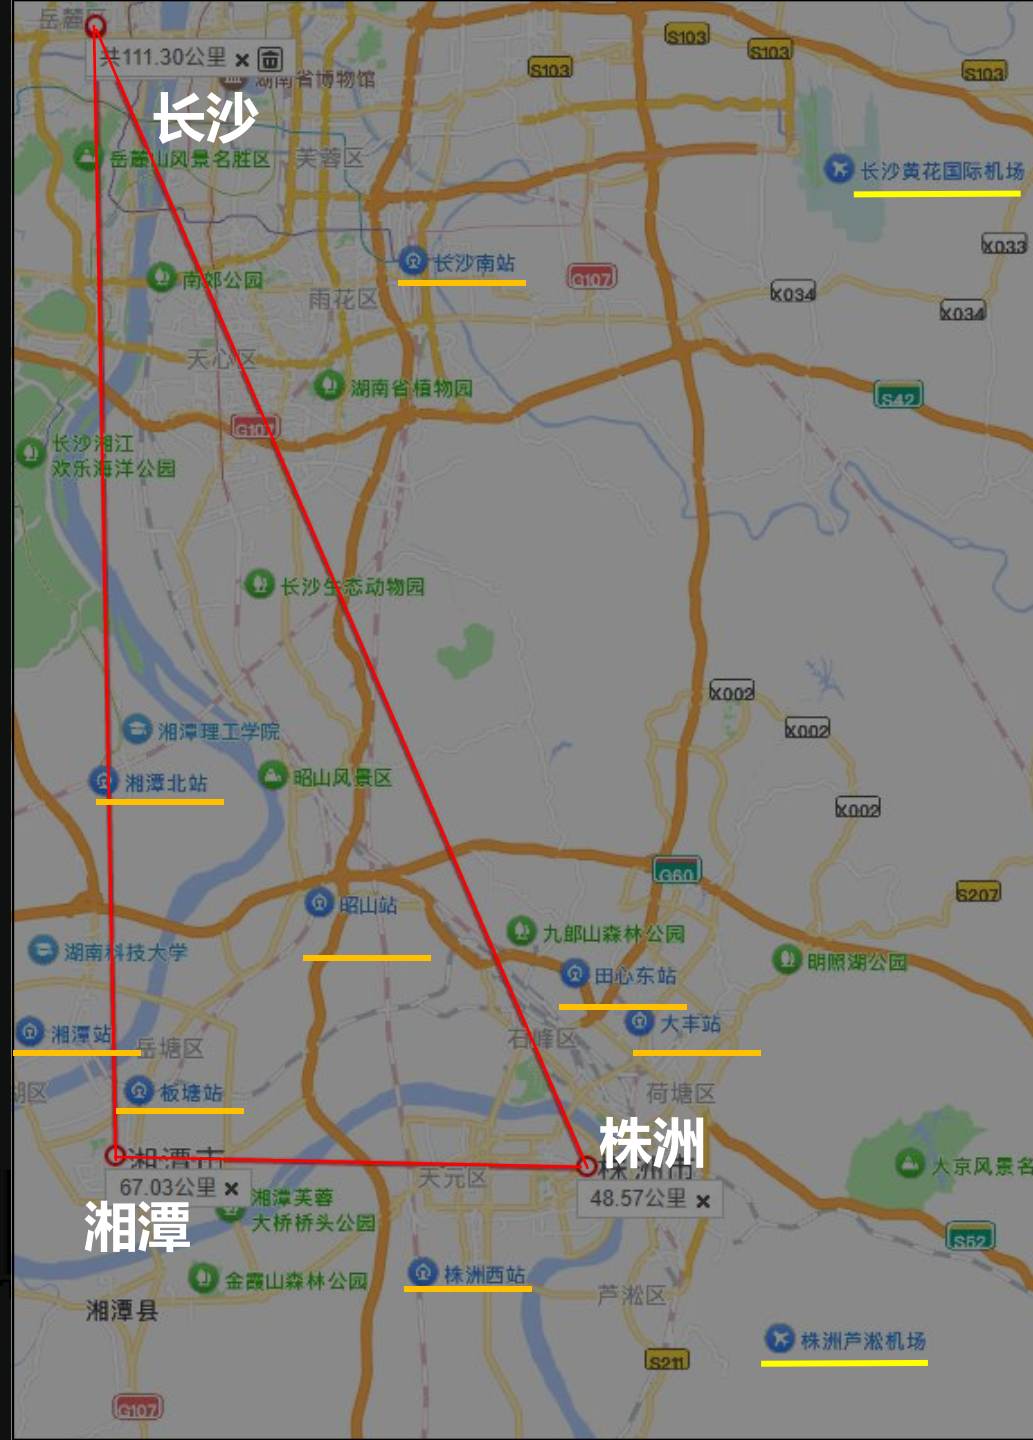 岳麓区
S103
S103
S103
S103
共111.30公里
湖南省博物馆
长沙
岳麓山风景名胜区
芙蓉区
长沙黄花国际机场
X033
长沙南站
G107
南郊公园
雨花区
X034
X034
天心区
湖南省植物园
S42
G107
长沙湘江
欢乐海洋公园
长沙生态动物园
X002
湘潭理工学院
X002
湘潭北站
昭山风景区
X002
G60
S207
昭山站
九郎山森林公园
湖南科技大学
田心东站
明照湖公园
湘潭站
岳塘区
石峰区
大丰站
湖区
板塘站
荷塘区
株洲
湘潭市
株洲市
天元区
大京风景名
67.03公里
48.57公里
湘潭芙蓉
大桥桥头公园
湘潭
S52
金霞山森林公园
株洲西站
芦淞区
湘潭县
株洲芦淞机场
S211
G107